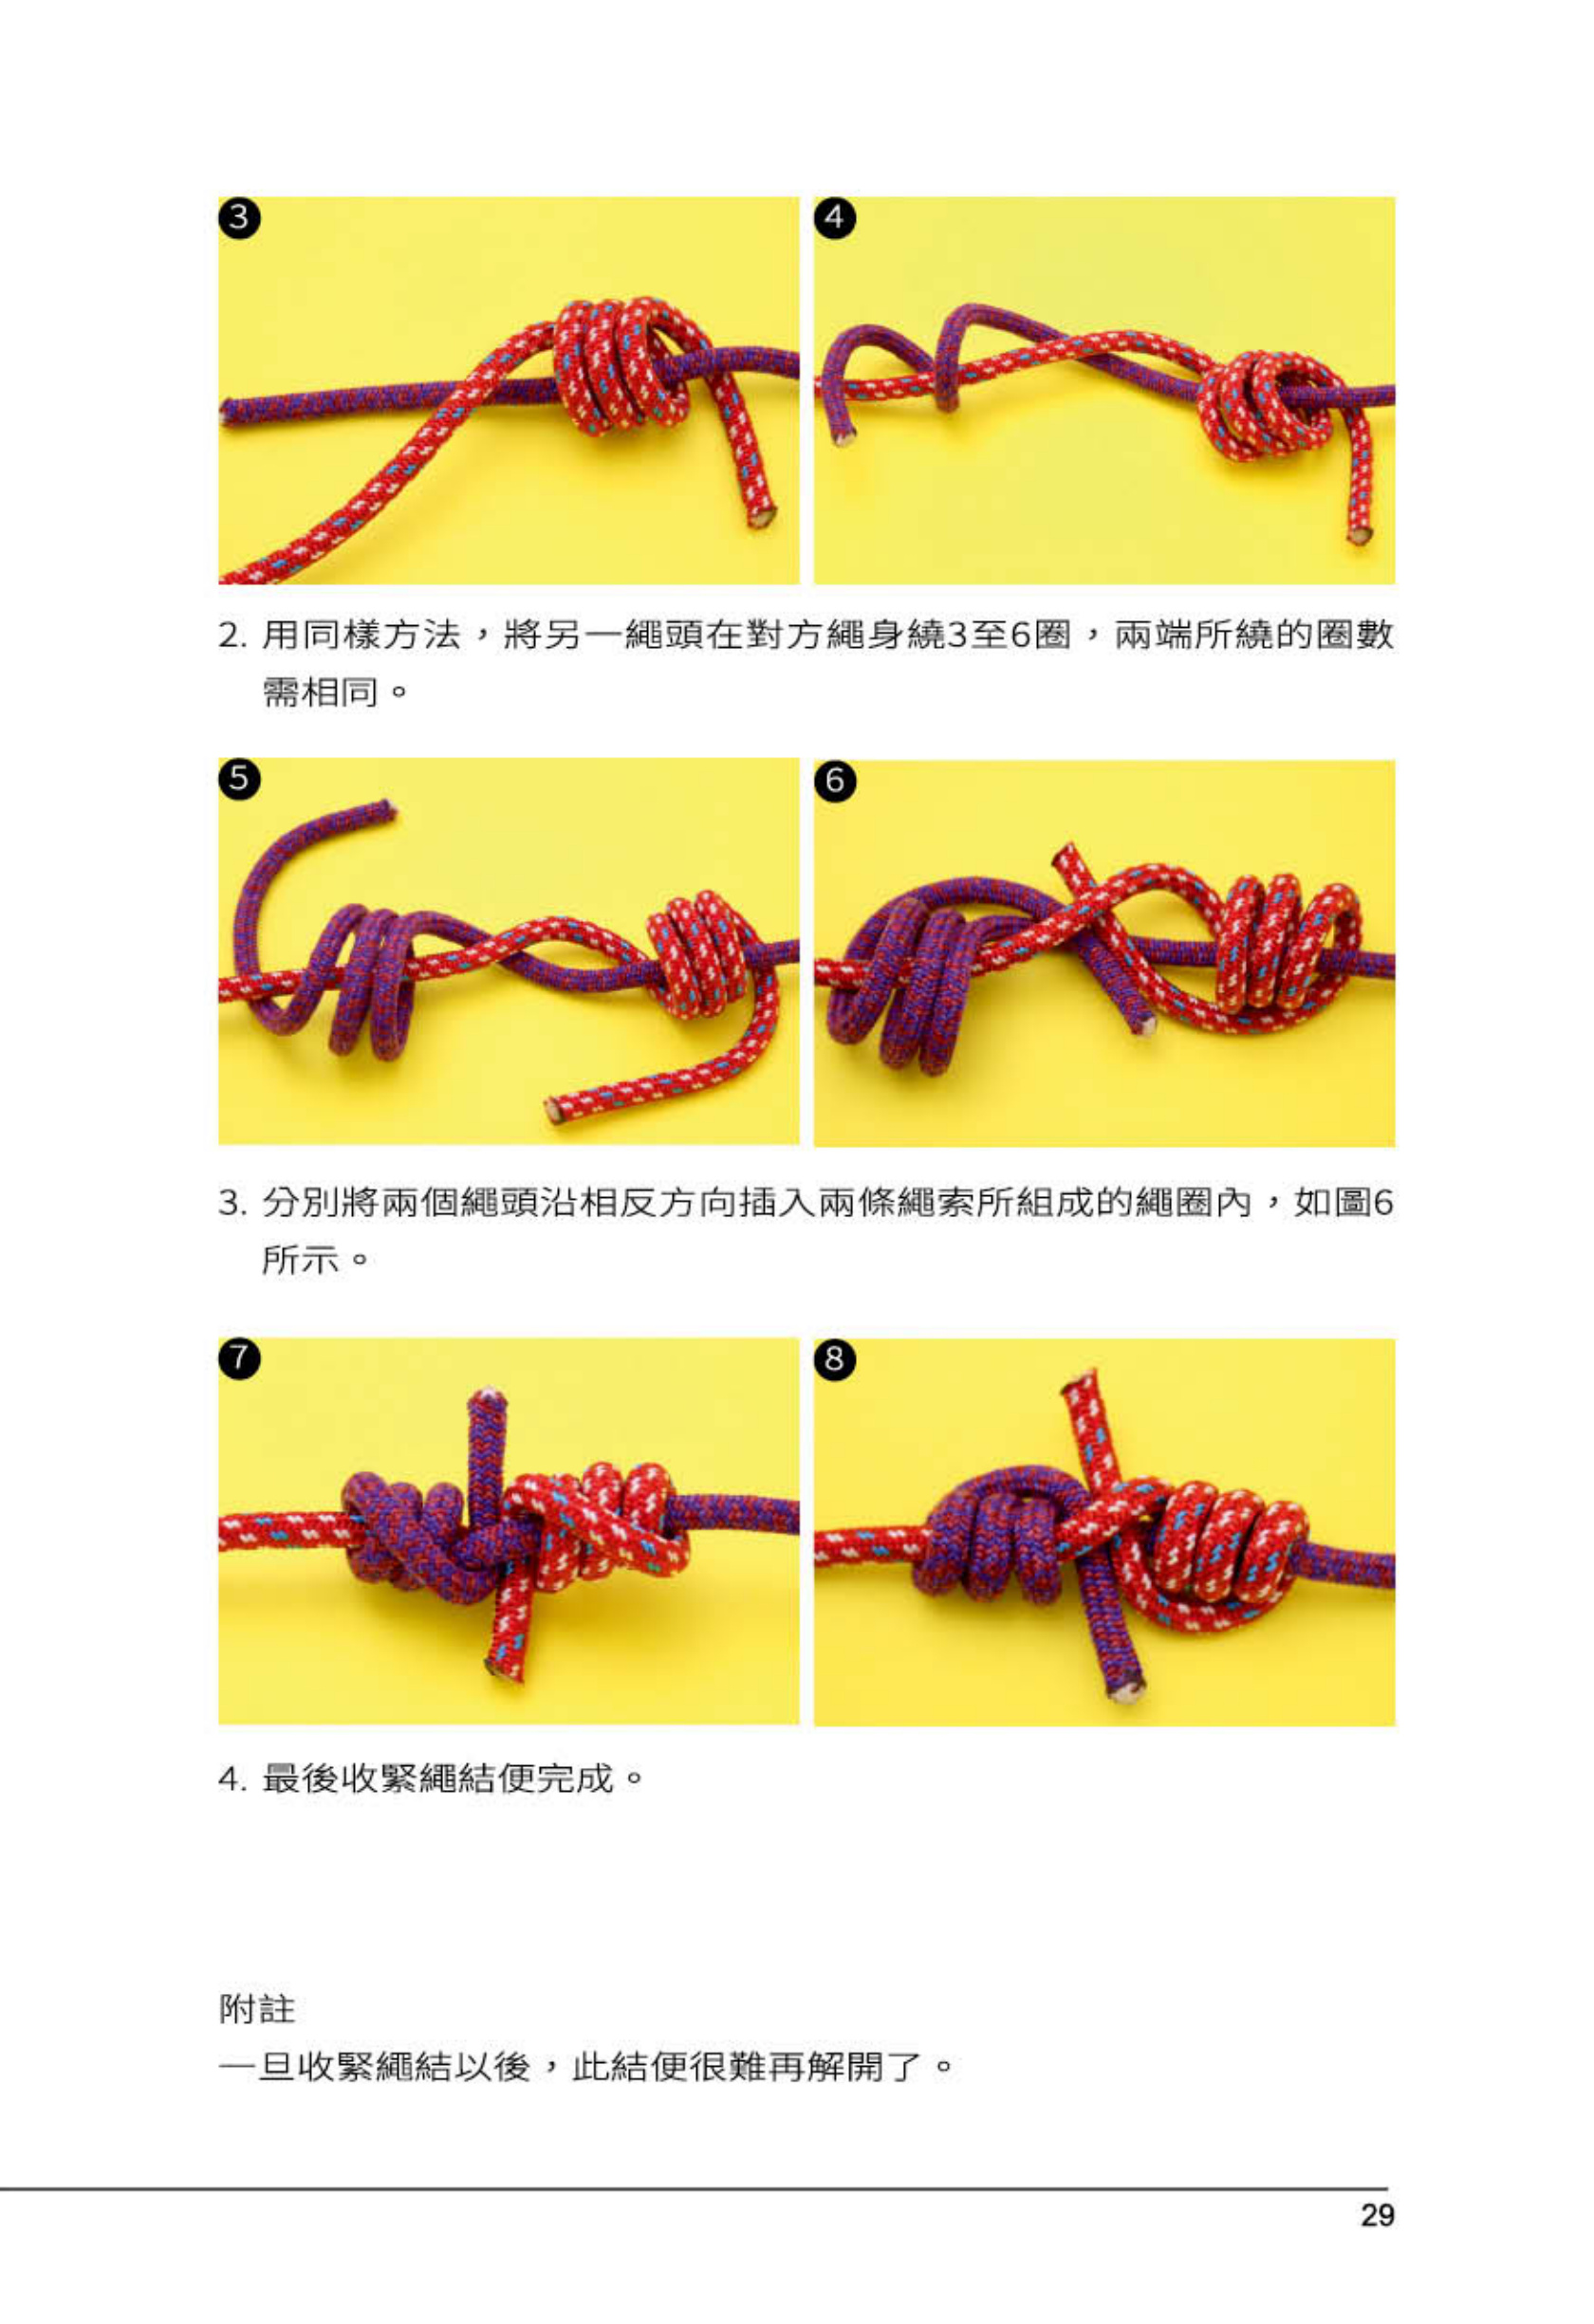 3
4
2. 用同樣方法，將另一繩頭在對方繩身繞3至6圈，兩端所繞的圈數
需相同。
5
6
3. 分別將兩個繩頭沿相反方向插入兩條繩索所組成的繩圈內，如圖6
所示。
7
8
4. 最後收緊繩結便完成。
附註
一旦收緊繩結以後，此結便很難再解開了。
29